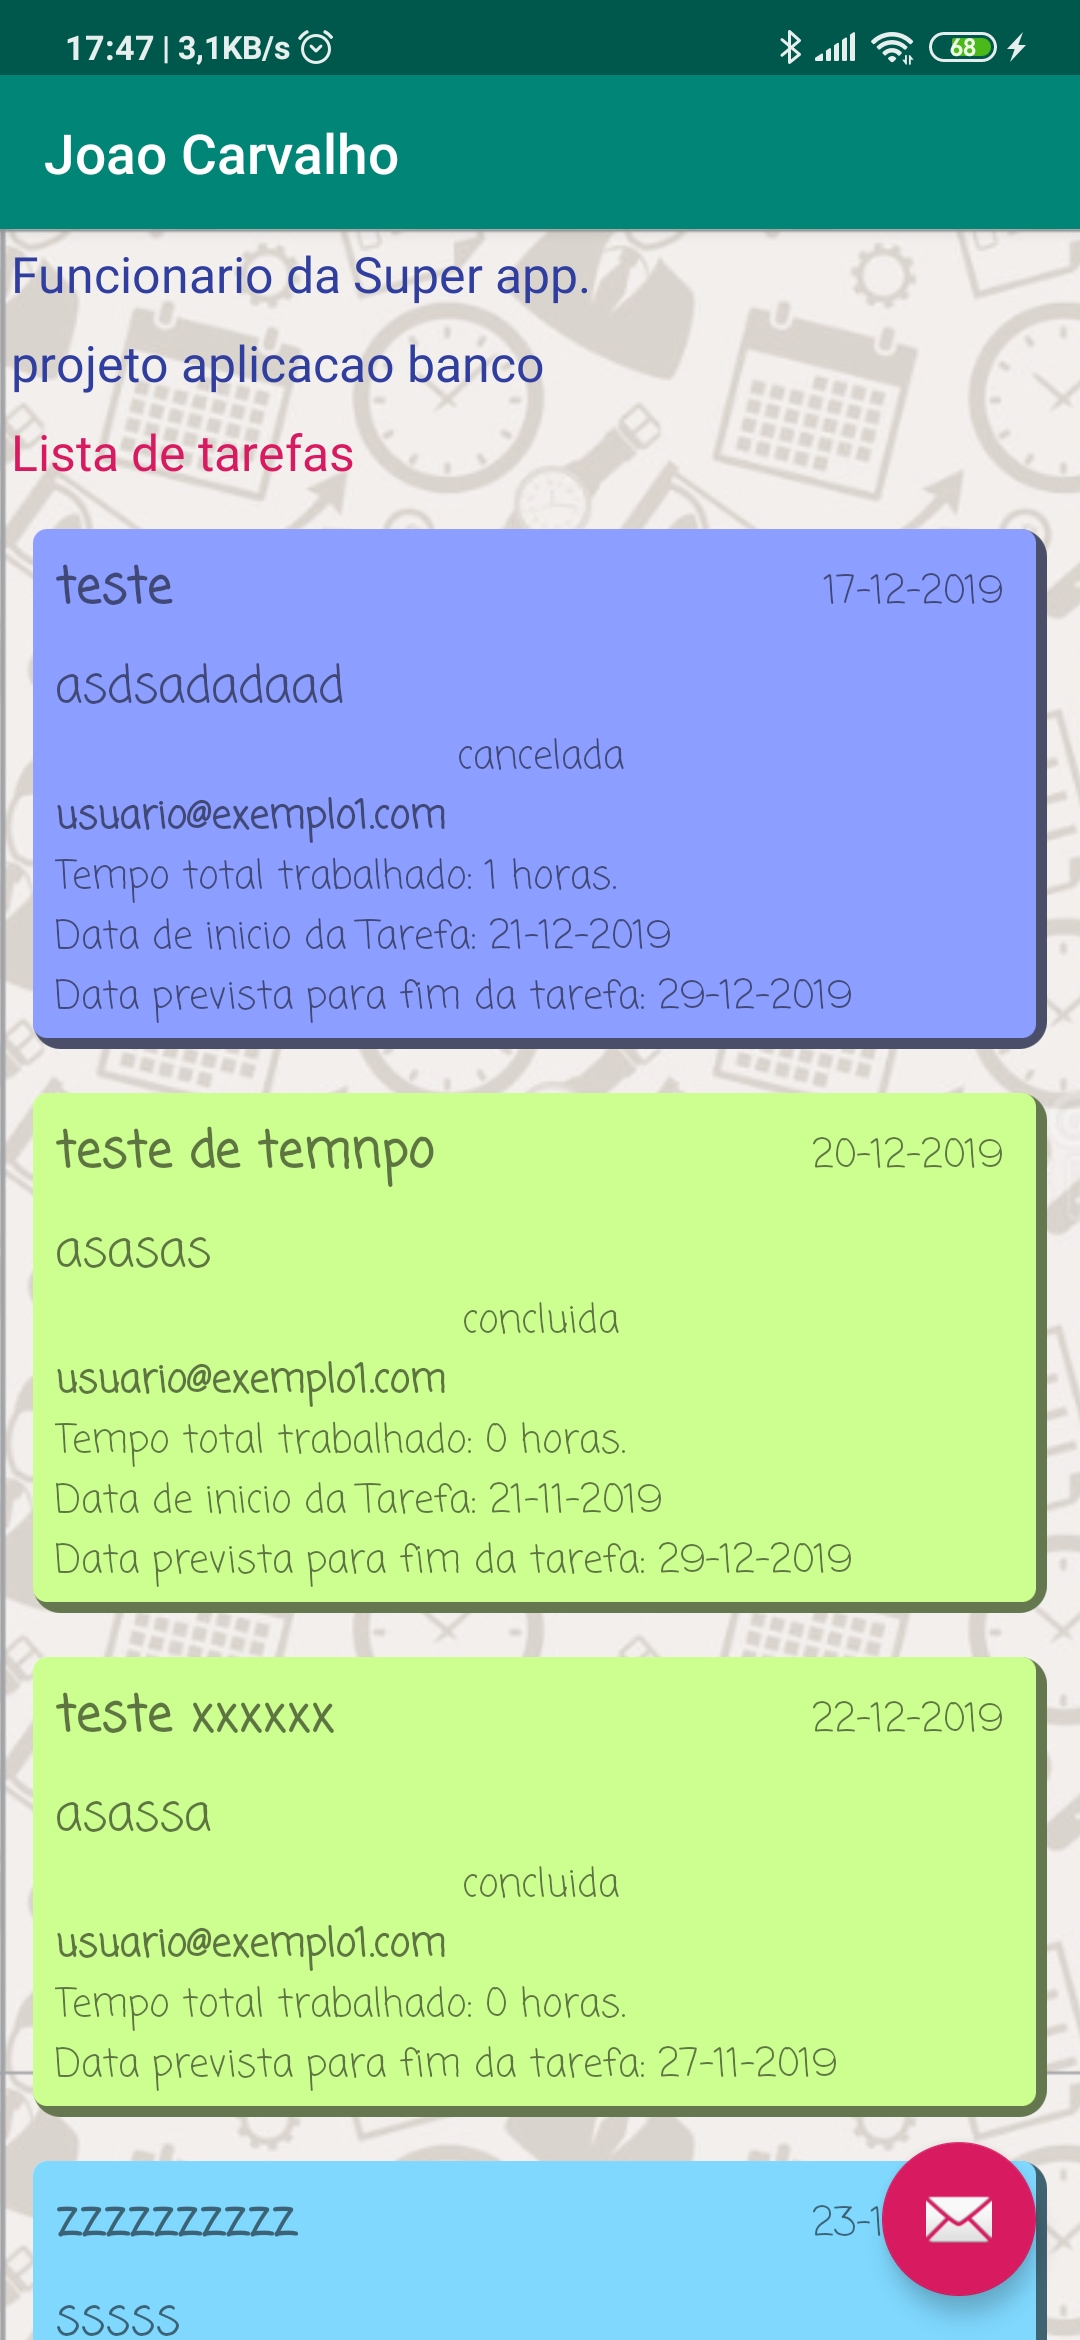 17:47 | 3,1KB/s
68
Joao Carvalho
Funcionario da Super app.
projeto aplicacao banco
Lista de tarefas
teste 17-12-2019
asdsadadaad
cancelada
usuario@exemplo1.com
Tempo total trabalhado: 1 horas.
Data de inicio da Tarefa: 21-12-2019
Data prevista para fim da tarefa: 29-12-2019
teste de temnpo 20-12-2019
asasas
concluida
usuario@exemplo1.com
Tempo total trabalhado: 0 horas.
Data de inicio da Tarefa: 21-11-2019
Data prevista para fim da tarefa: 29-12-2019
teste xxxxxx 22-12-2019
asassa
concluida
usuario@exemplo1.com
Tempo total trabalhado: 0 horas.
Data prevista para fim da tarefa: 27-11-2019
zzzzzzzzzz 23-1
sssss